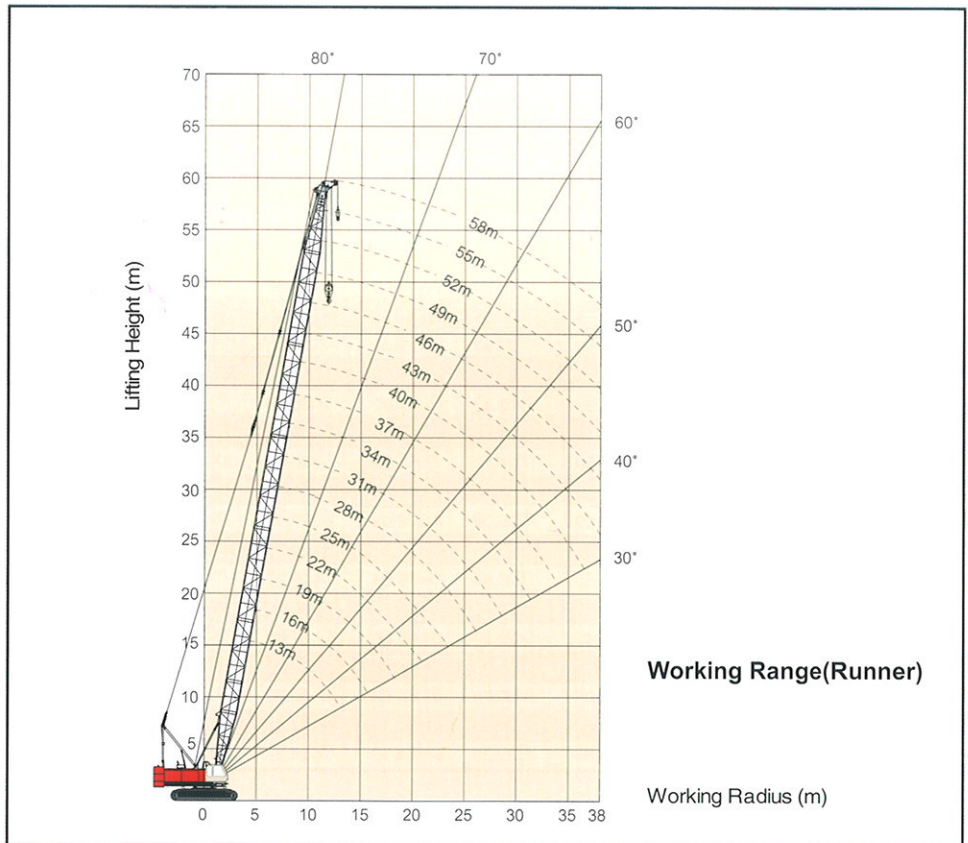 80°
70°
70
65
60°
60
55
50
50°
45
40
40°
35
30
30°
25
20
15
10
5
58m
55m
52m
49m
46m
43m
40m
37m
34m
31m
28m
25m
22m
19m
16m
13m
Lifting Height (m)
Working Range(Runner)
Working Radius (m)
0 5 10 15 20 25 30 35 38